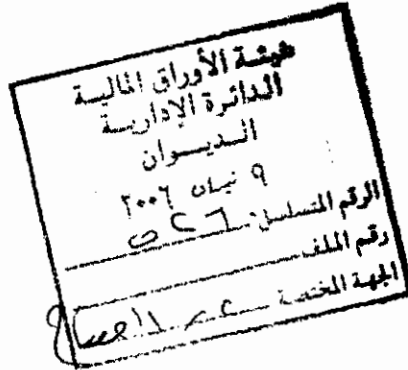 هيئة الأوراق المالية
الدائرة الإدارية
الديوان
٩ نيسان ٢٠٠٦
الرقم المتسلسل:
رقم الملف
الجهة المختصة